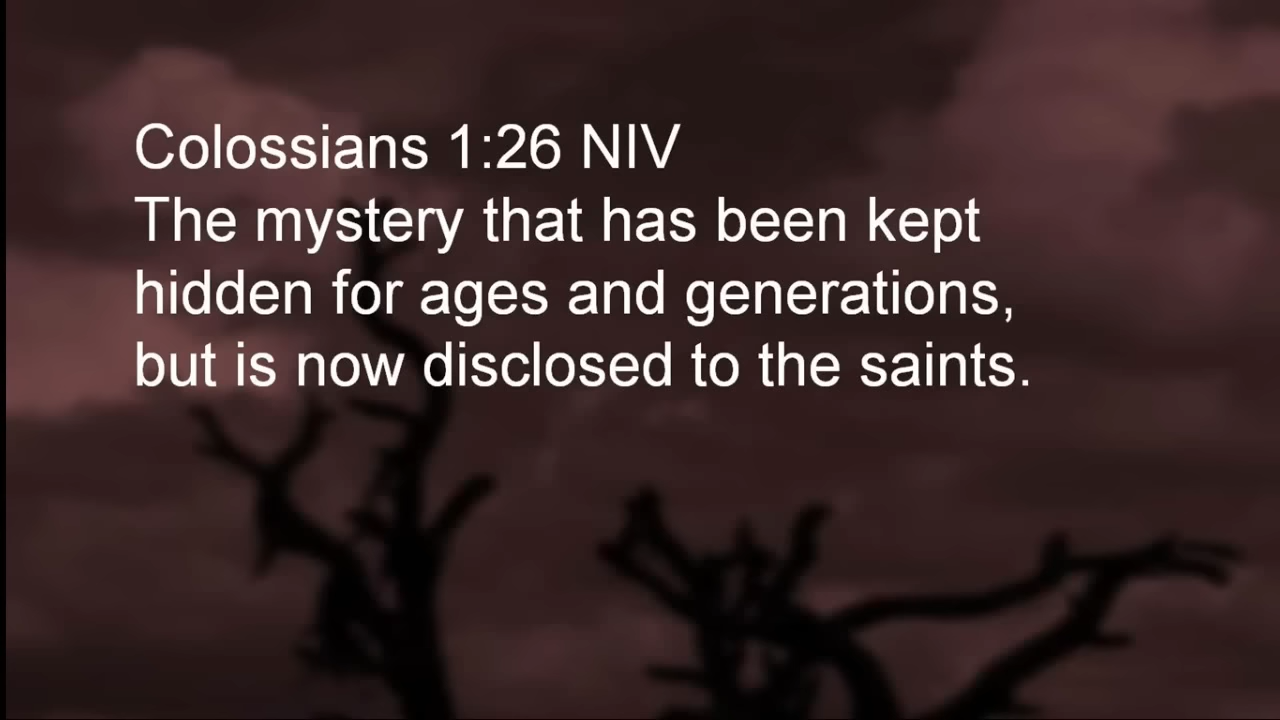 Colossians 1:26 NIV
The mystery that has been kept
hidden for ages and generations,
but is now disclosed to the saints.